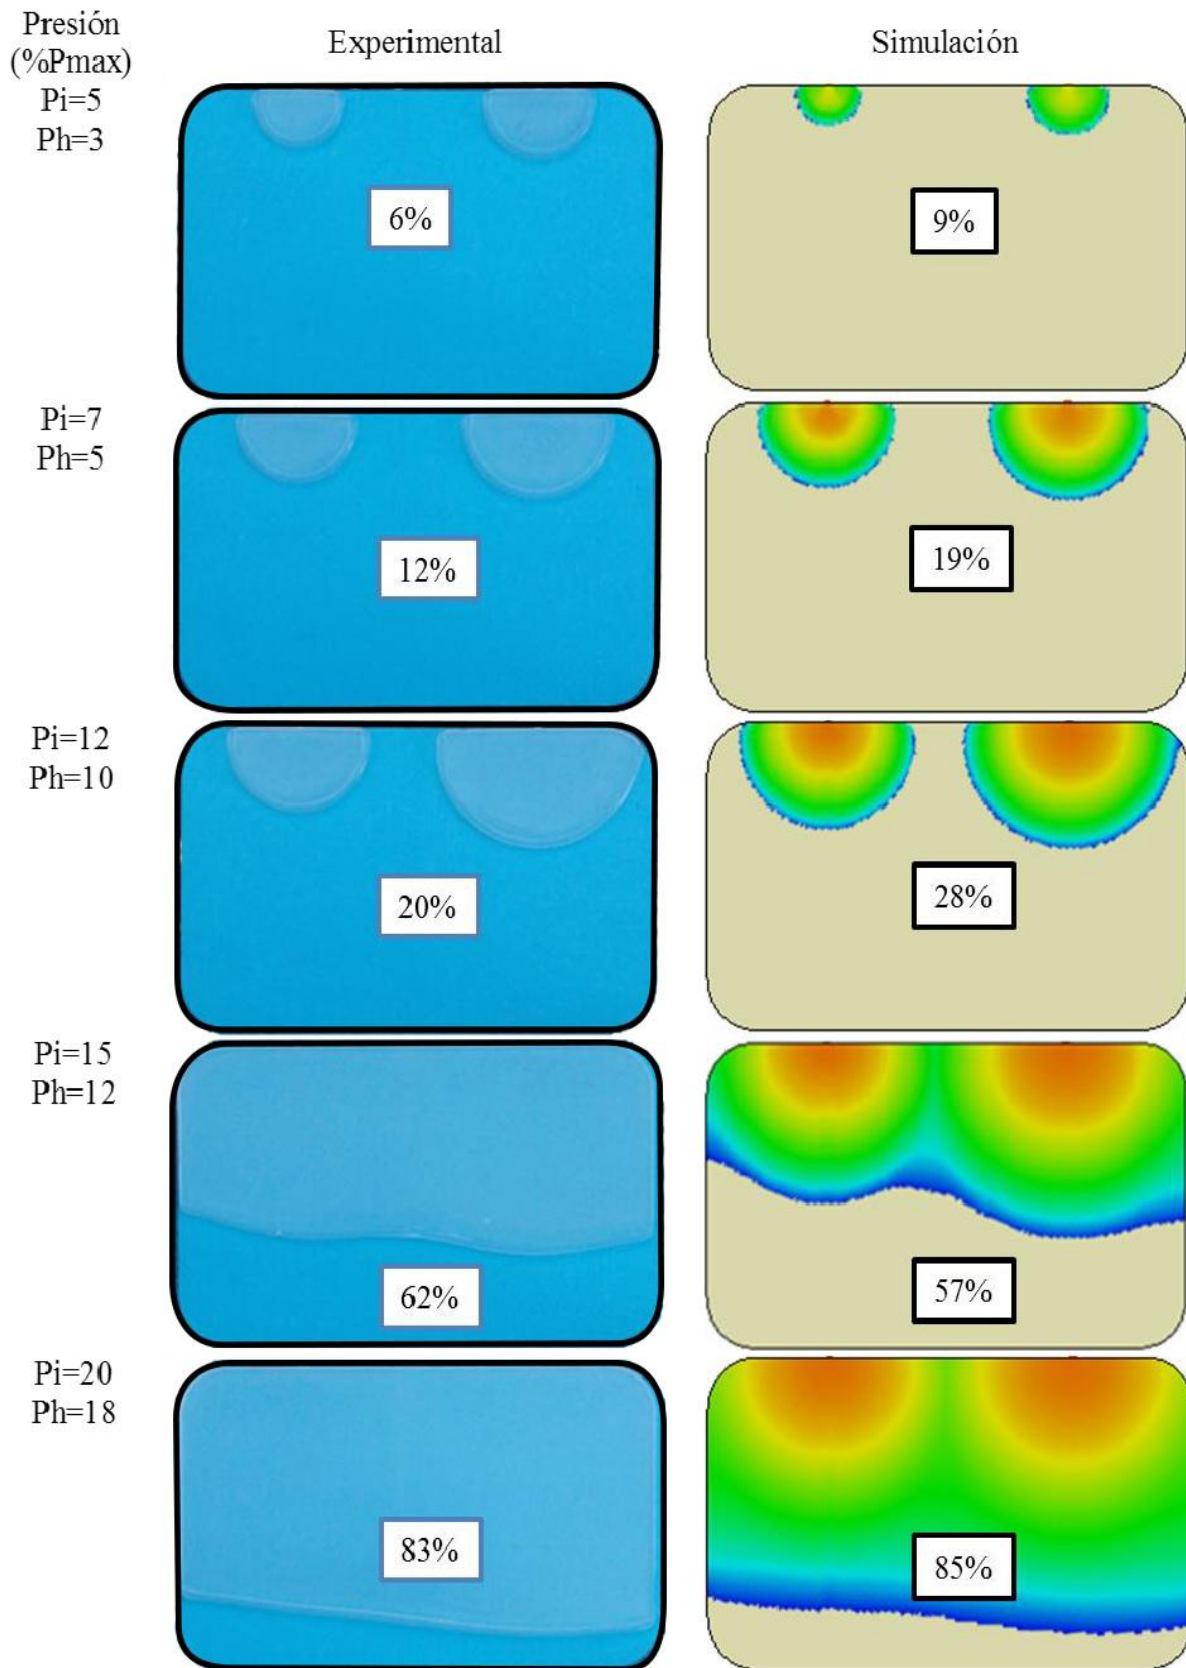 Presión
(%Pmax)
Experimental
Simulación
Pi=5
Ph=3
6%
9%
Pi=7
Ph=5
12%
19%
Pi=12
Ph=10
20%
28%
Pi=15
Ph=12
62%
57%
Pi=20
Ph=18
83%
85%